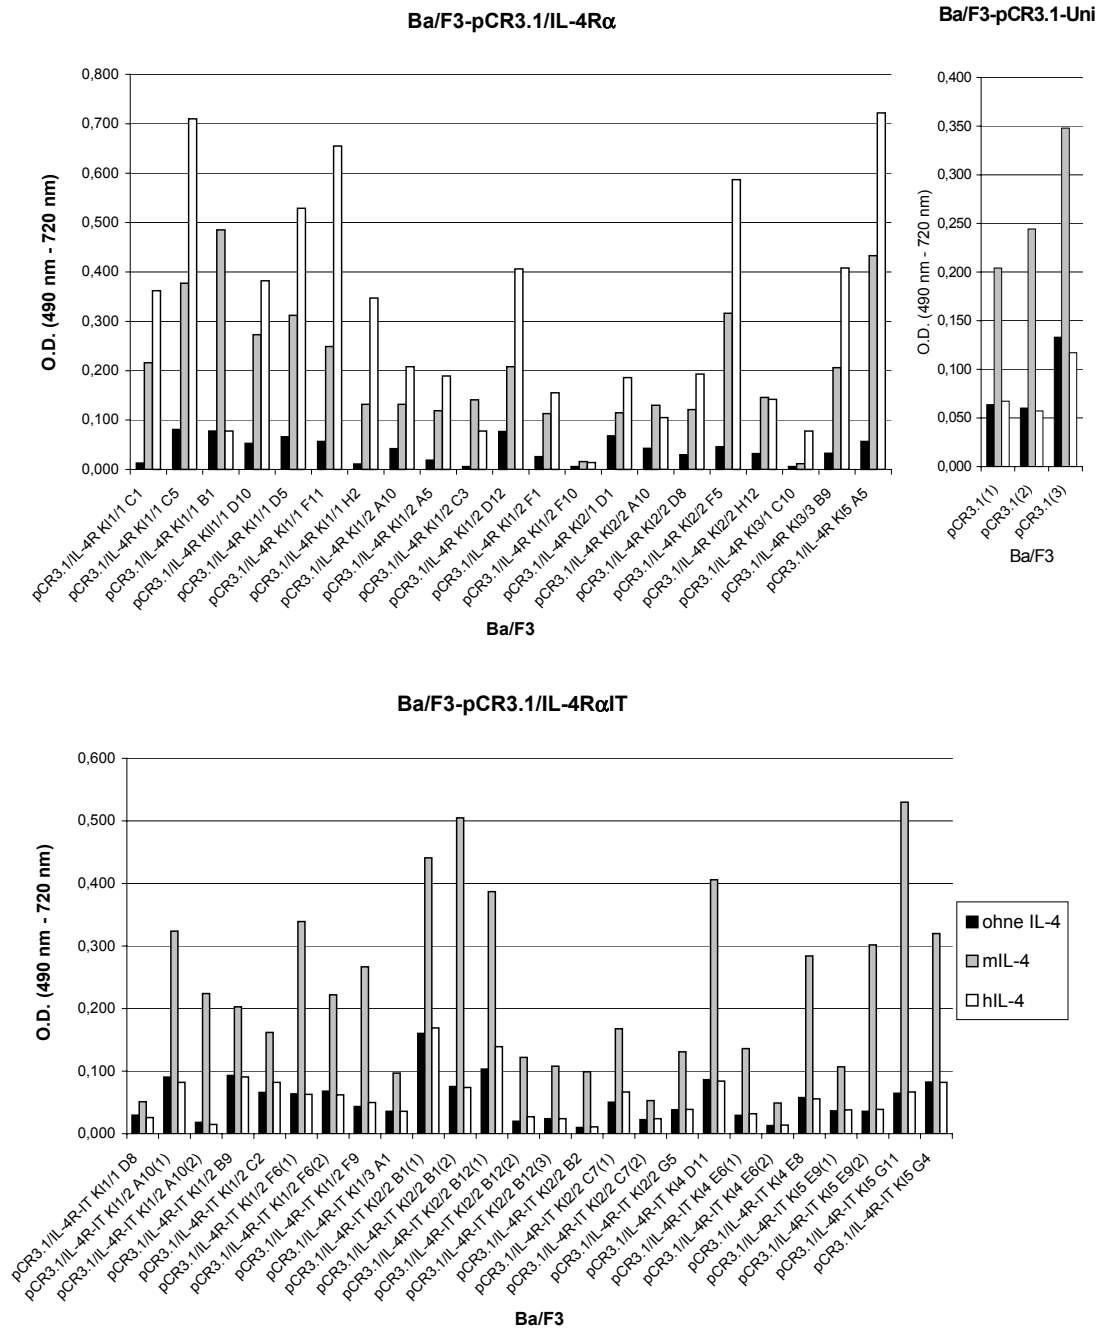 Ba/F3-pCR3.1/IL-4Rα
0,800
0,700
0,600
0,500
0,400
0,300
0,200
0,100
0,000
O.D. (490 nm - 720 nm)
pCR3.1/IL-4R Kl1/1 C1
pCR3.1/IL-4R Kl1/1 C5
pCR3.1/IL-4R Kl1/1 B1
pCR3.1/IL-4R KlI1/1 D10
pCR3.1/IL-4R Kl1/1 D5
pCR3.1/IL-4R Kl1/1 F11
pCR3.1/IL-4R Kl1/1 H2
pCR3.1/IL-4R Kl1/2 A10
pCR3.1/IL-4R Kl1/2 A5
pCR3.1/IL-4R Kl1/2 C3
pCR3.1/IL-4R Kl1/2 D12
pCR3.1/IL-4R Kl1/2 F1
pCR3.1/IL-4R Kl1/2 F10
pCR3.1/IL-4R Kl2/1 D1
pCR3.1/IL-4R Kl2/2 A10
pCR3.1/IL-4R Kl2/2 D8
pCR3.1/IL-4R Kl2/2 F5
pCR3.1/IL-4R Kl2/2 H12
pCR3.1/IL-4R Kl3/1 C10
pCR3.1/IL-4R Kl3/3 B9
pCR3.1/IL-4R Kl5 A5
Ba/F3
Ba/F3-pCR3.1-Uni
0,400
0,350
0,300
0,250
0,200
0,150
0,100
0,050
0,000
O.D. (490 nm - 720 nm)
pCR3.1(1)
pCR3.1(2)
pCR3.1(3)
Ba/F3
Ba/F3-pCR3.1/IL-4RαIT
0,600
0,500
0,400
0,300
0,200
0,100
0,000
O.D. (490 nm - 720 nm)
pCR3.1/IL-4R-IT Kl1/1 D8
pCR3.1/IL-4R-IT Kl1/2 A10(1)
pCR3.1/IL-4R-IT Kl1/2 A10(2)
pCR3.1/IL-4R-IT Kl1/2 B9
pCR3.1/IL-4R-IT Kl1/2 C2
pCR3.1/IL-4R-IT Kl1/2 F6(1)
pCR3.1/IL-4R-IT Kl1/2 F6(2)
pCR3.1/IL-4R-IT Kl1/2 F9
pCR3.1/IL-4R-IT Kl1/3 A1
pCR3.1/IL-4R-IT Kl2/2 B1(1)
pCR3.1/IL-4R-IT Kl2/2 B1(2)
pCR3.1/IL-4R-IT Kl2/2 B12(1)
pCR3.1/IL-4R-IT Kl2/2 B12(2)
pCR3.1/IL-4R-IT Kl2/2 B12(3)
pCR3.1/IL-4R-IT Kl2/2 B2
pCR3.1/IL-4R-IT Kl2/2 C7(1)
pCR3.1/IL-4R-IT Kl2/2 C7(2)
pCR3.1/IL-4R-IT Kl2/2 G5
pCR3.1/IL-4R-IT Kl4 D11
pCR3.1/IL-4R-IT Kl4 E6(1)
pCR3.1/IL-4R-IT Kl4 E6(2)
pCR3.1/IL-4R-IT Kl4 E8
pCR3.1/IL-4R-IT Kl5 E9(1)
pCR3.1/IL-4R-IT Kl5 E9(2)
pCR3.1/IL-4R-IT Kl5 G11
pCR3.1/IL-4R-IT Kl5 G4
Ba/F3
ohne IL-4
mIL-4
hIL-4